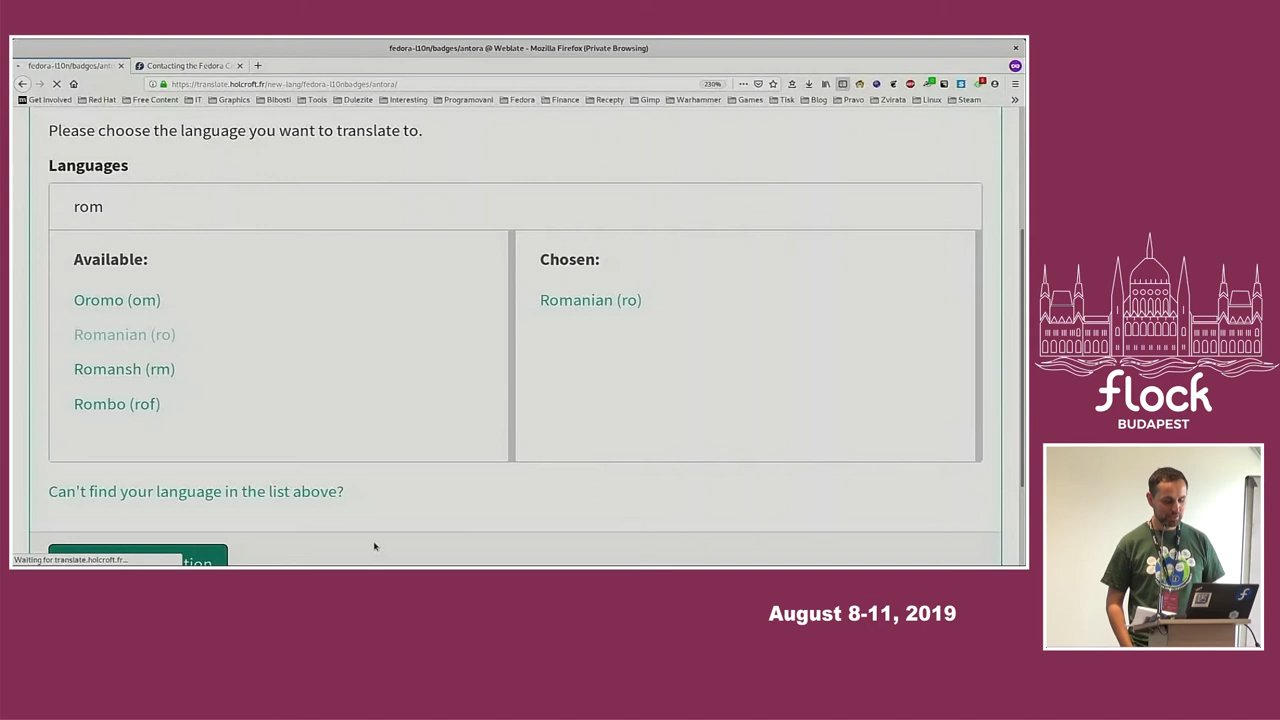 fedora-l10n/badges/antora @ Weblate - Mozilla Firefox (Private Browsing)
fedora-l10n/badges/anto
Contacting the Fedora C
https://translate.holcroft.fr/new-lang/fedora-l10nbadges/antora/
230%
Get Involved Red Hat Free Content IT Graphics Bibosti Tools Dulezite Interesting Programovani Fedora Finance Recepty Gimp Warhammer Games Tisk Blog Pravo Zvirata Linux Steam
Please choose the language you want to translate to.
Languages
rom
Available:
Oromo (om)
Romanian (ro)
Romansh (rm)
Rombo (rof)
Chosen:
Romanian (ro)
Can't find your language in the list above?
tion
Waiting for translate.holcroft.fr...
flock
BUDAPEST
August 8-11, 2019